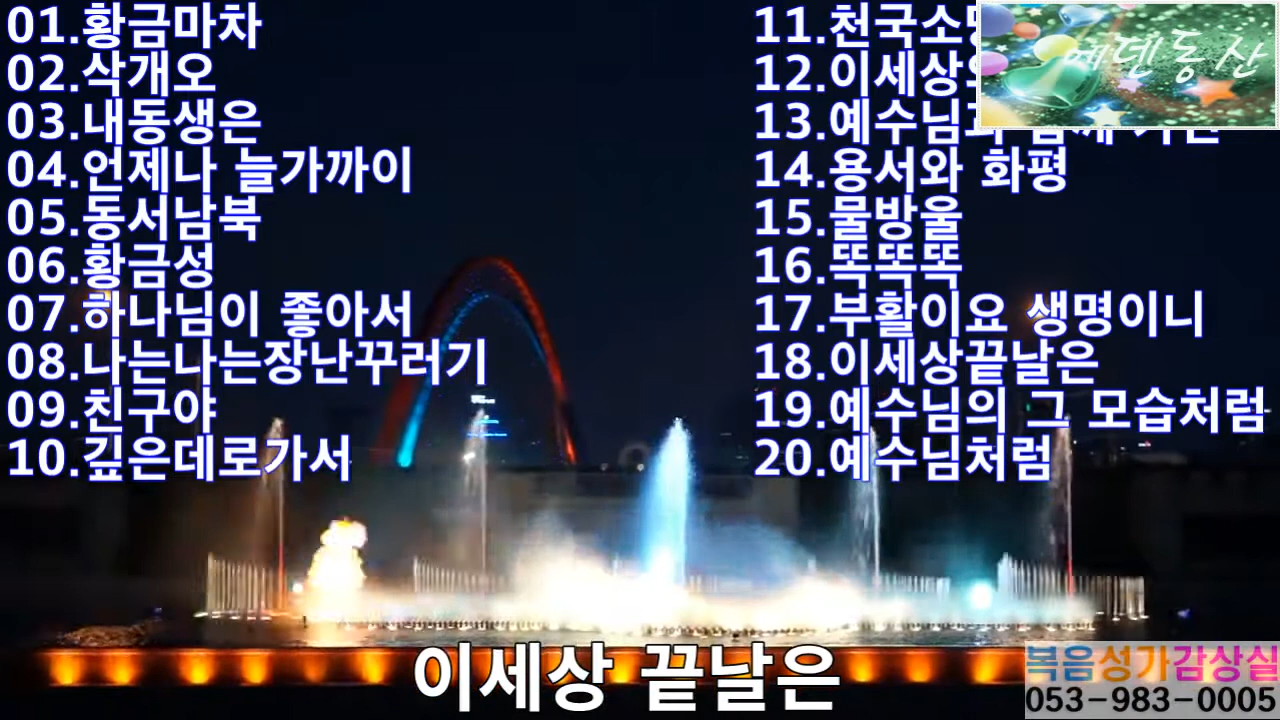 01.황금마차
02.삭개오
03.내동생은
04.언제나 늘가까이
05.동서남북
06.황금성
07.하나님이 좋아서
08.나는나는장난꾸러기
09.친구야
10.깊은데로가서
11.천국소
12.이세상
13.예수님과 함께
14.용서와 화평
15.물방울
16.똑똑똑
17.부활이요 생명이니
18.이세상끝날은
19.예수님의 그 모습처럼
20.예수님처럼
에덴동산
이세상 끝날은
복음성가감상실
053-983-0005